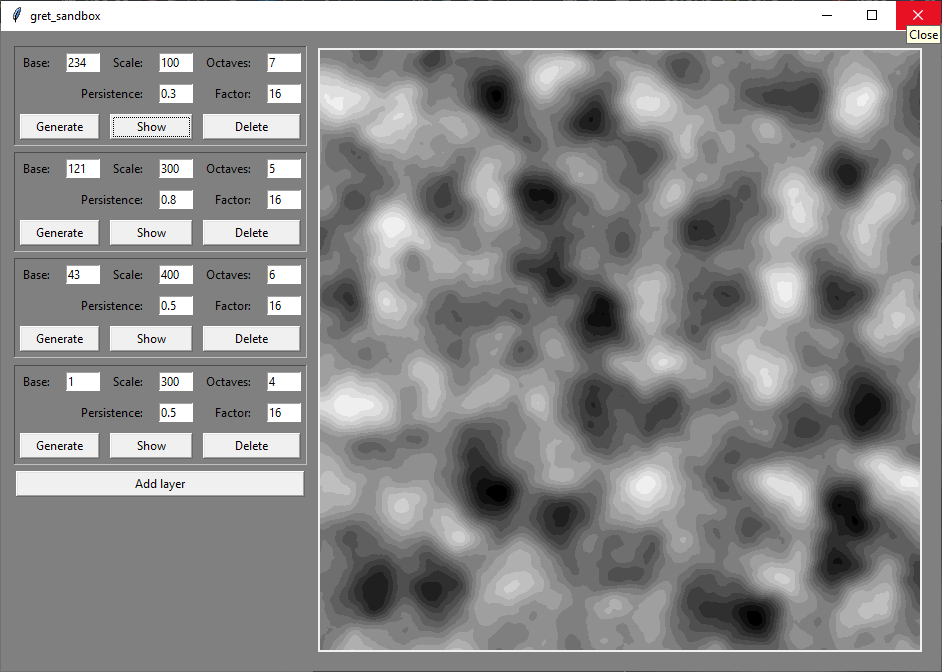 gret_sandbox
Close
Base: 234 Scale: 100 Octaves: 7
Persistence: 0.3 Factor: 16
Generate Show Delete
Base: 121 Scale: 300 Octaves: 5
Persistence: 0.8 Factor: 16
Generate Show Delete
Base: 43 Scale: 400 Octaves: 6
Persistence: 0.5 Factor: 16
Generate Show Delete
Base: 1 Scale: 300 Octaves: 4
Persistence: 0.5 Factor: 16
Generate Show Delete
Add layer